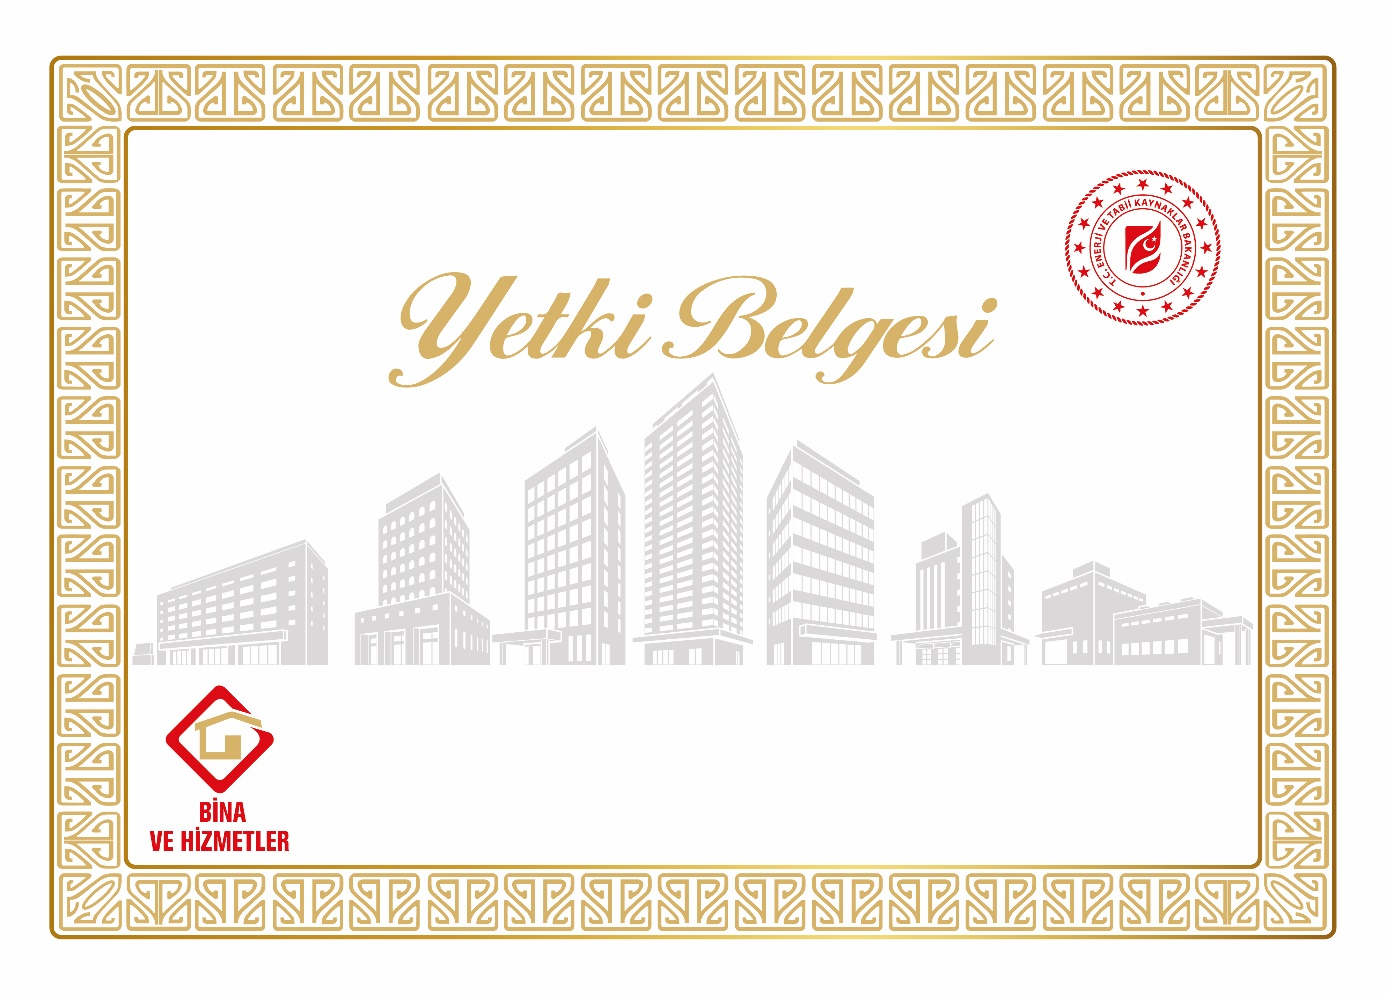 T.C. ENERJİ VE TABİİ KAYNAKLAR BAKANLIĞI
Yetki Belgesi
BİNA
VE HİZMETLER